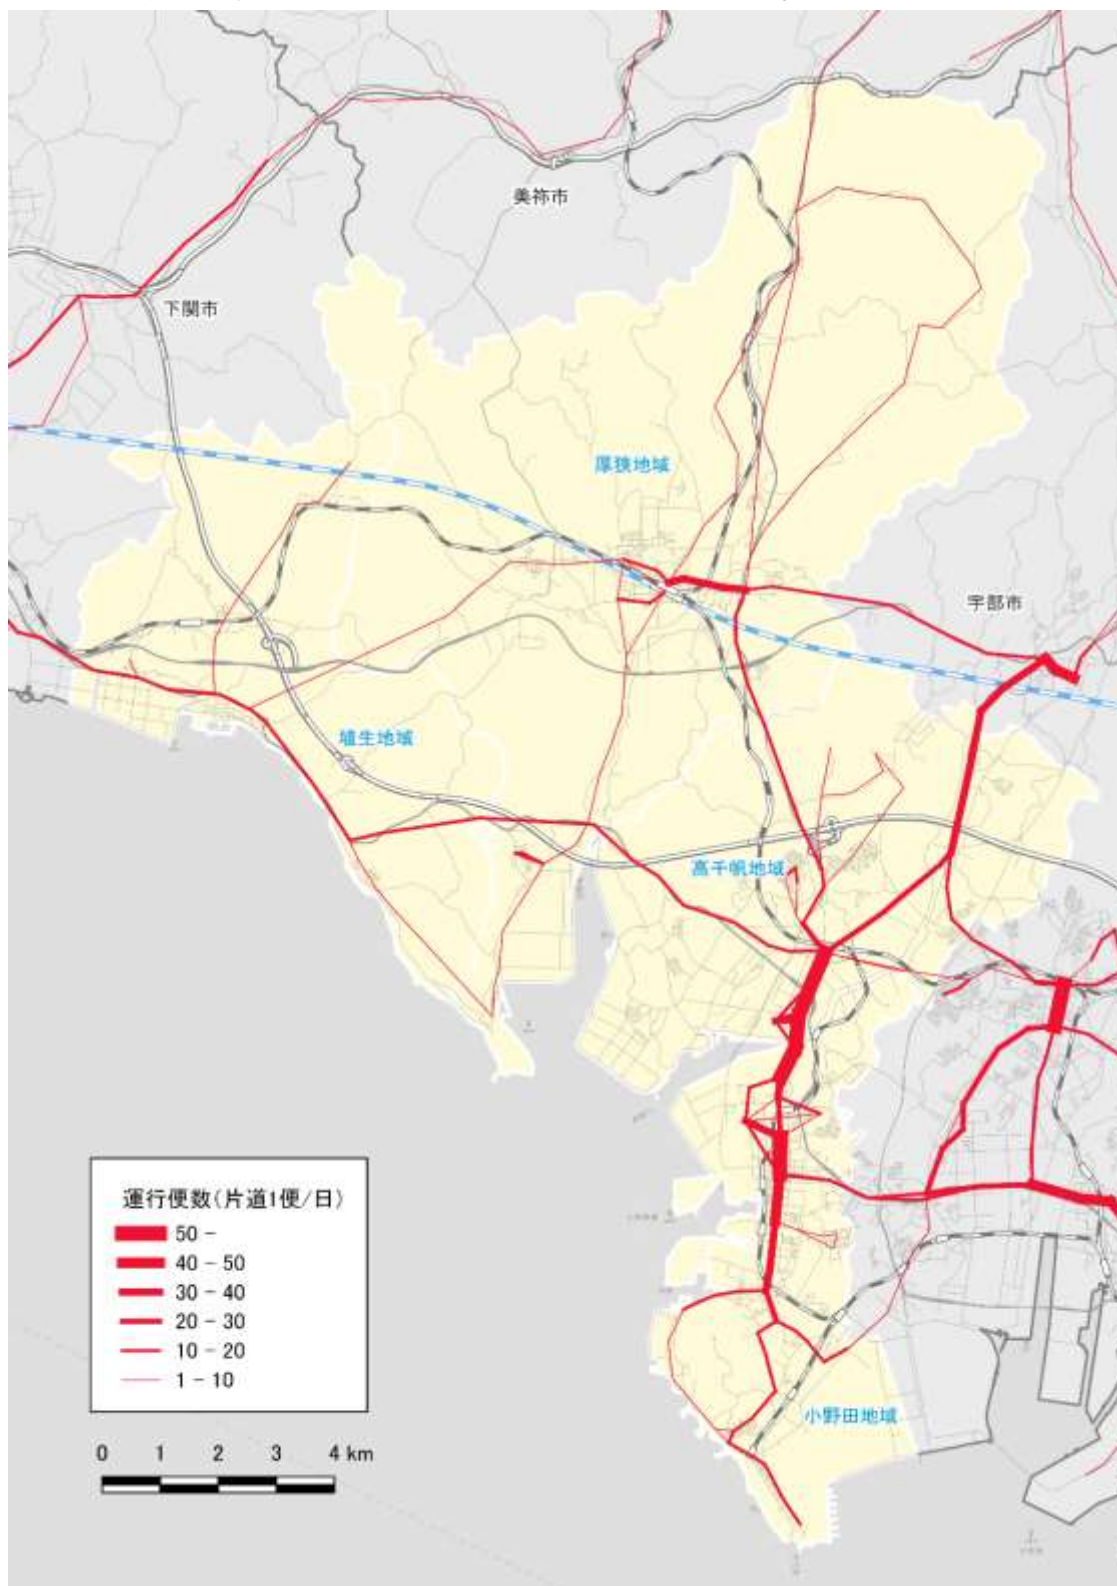 美祢市
下関市
厚狭地域
宇部市
埴生地域
高千帆地域
運行便数(片道1便/日)
50 -
40 - 50
30 - 40
20 - 30
10 - 20
1 - 10
小野田地域
0 1 2 3 4 km